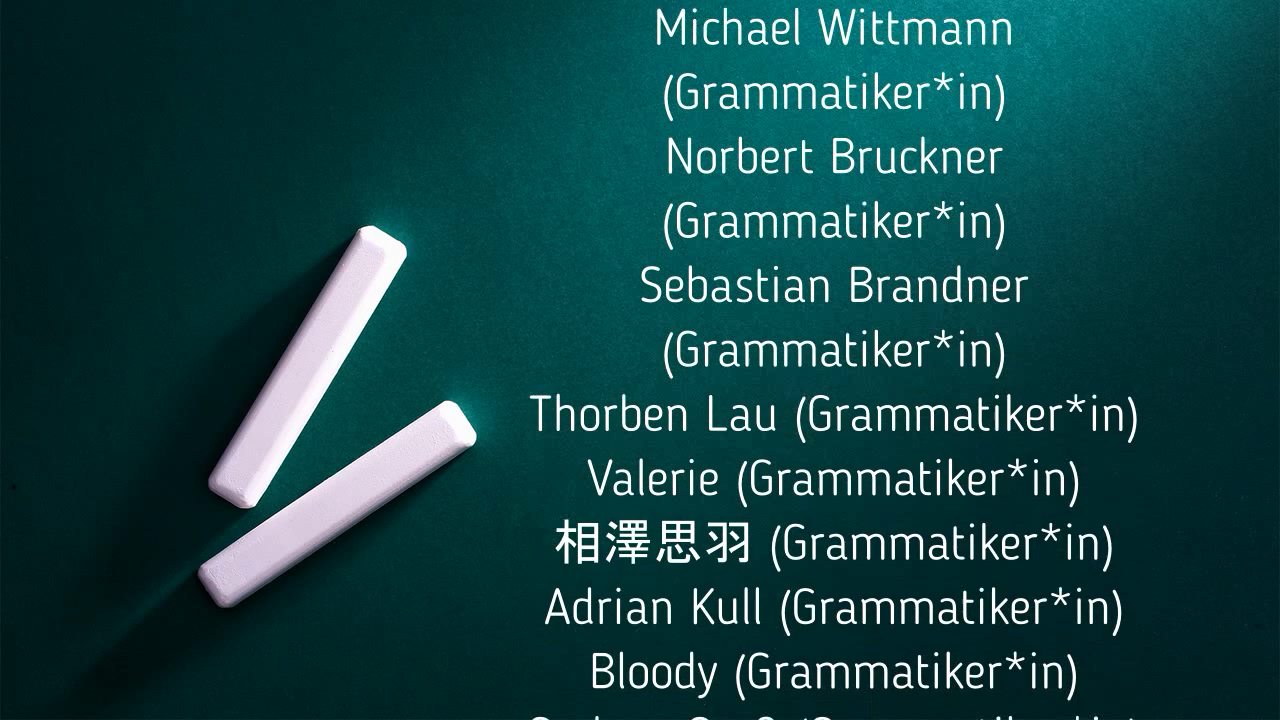 Michael Wittmann
(Grammatiker*in)
Norbert Bruckner
(Grammatiker*in)
Sebastian Brandner
(Grammatiker*in)
Thorben Lau (Grammatiker*in)
Valerie (Grammatiker*in)
相澤思羽 (Grammatiker*in)
Adrian Kull (Grammatiker*in)
Bloody (Grammatiker*in)